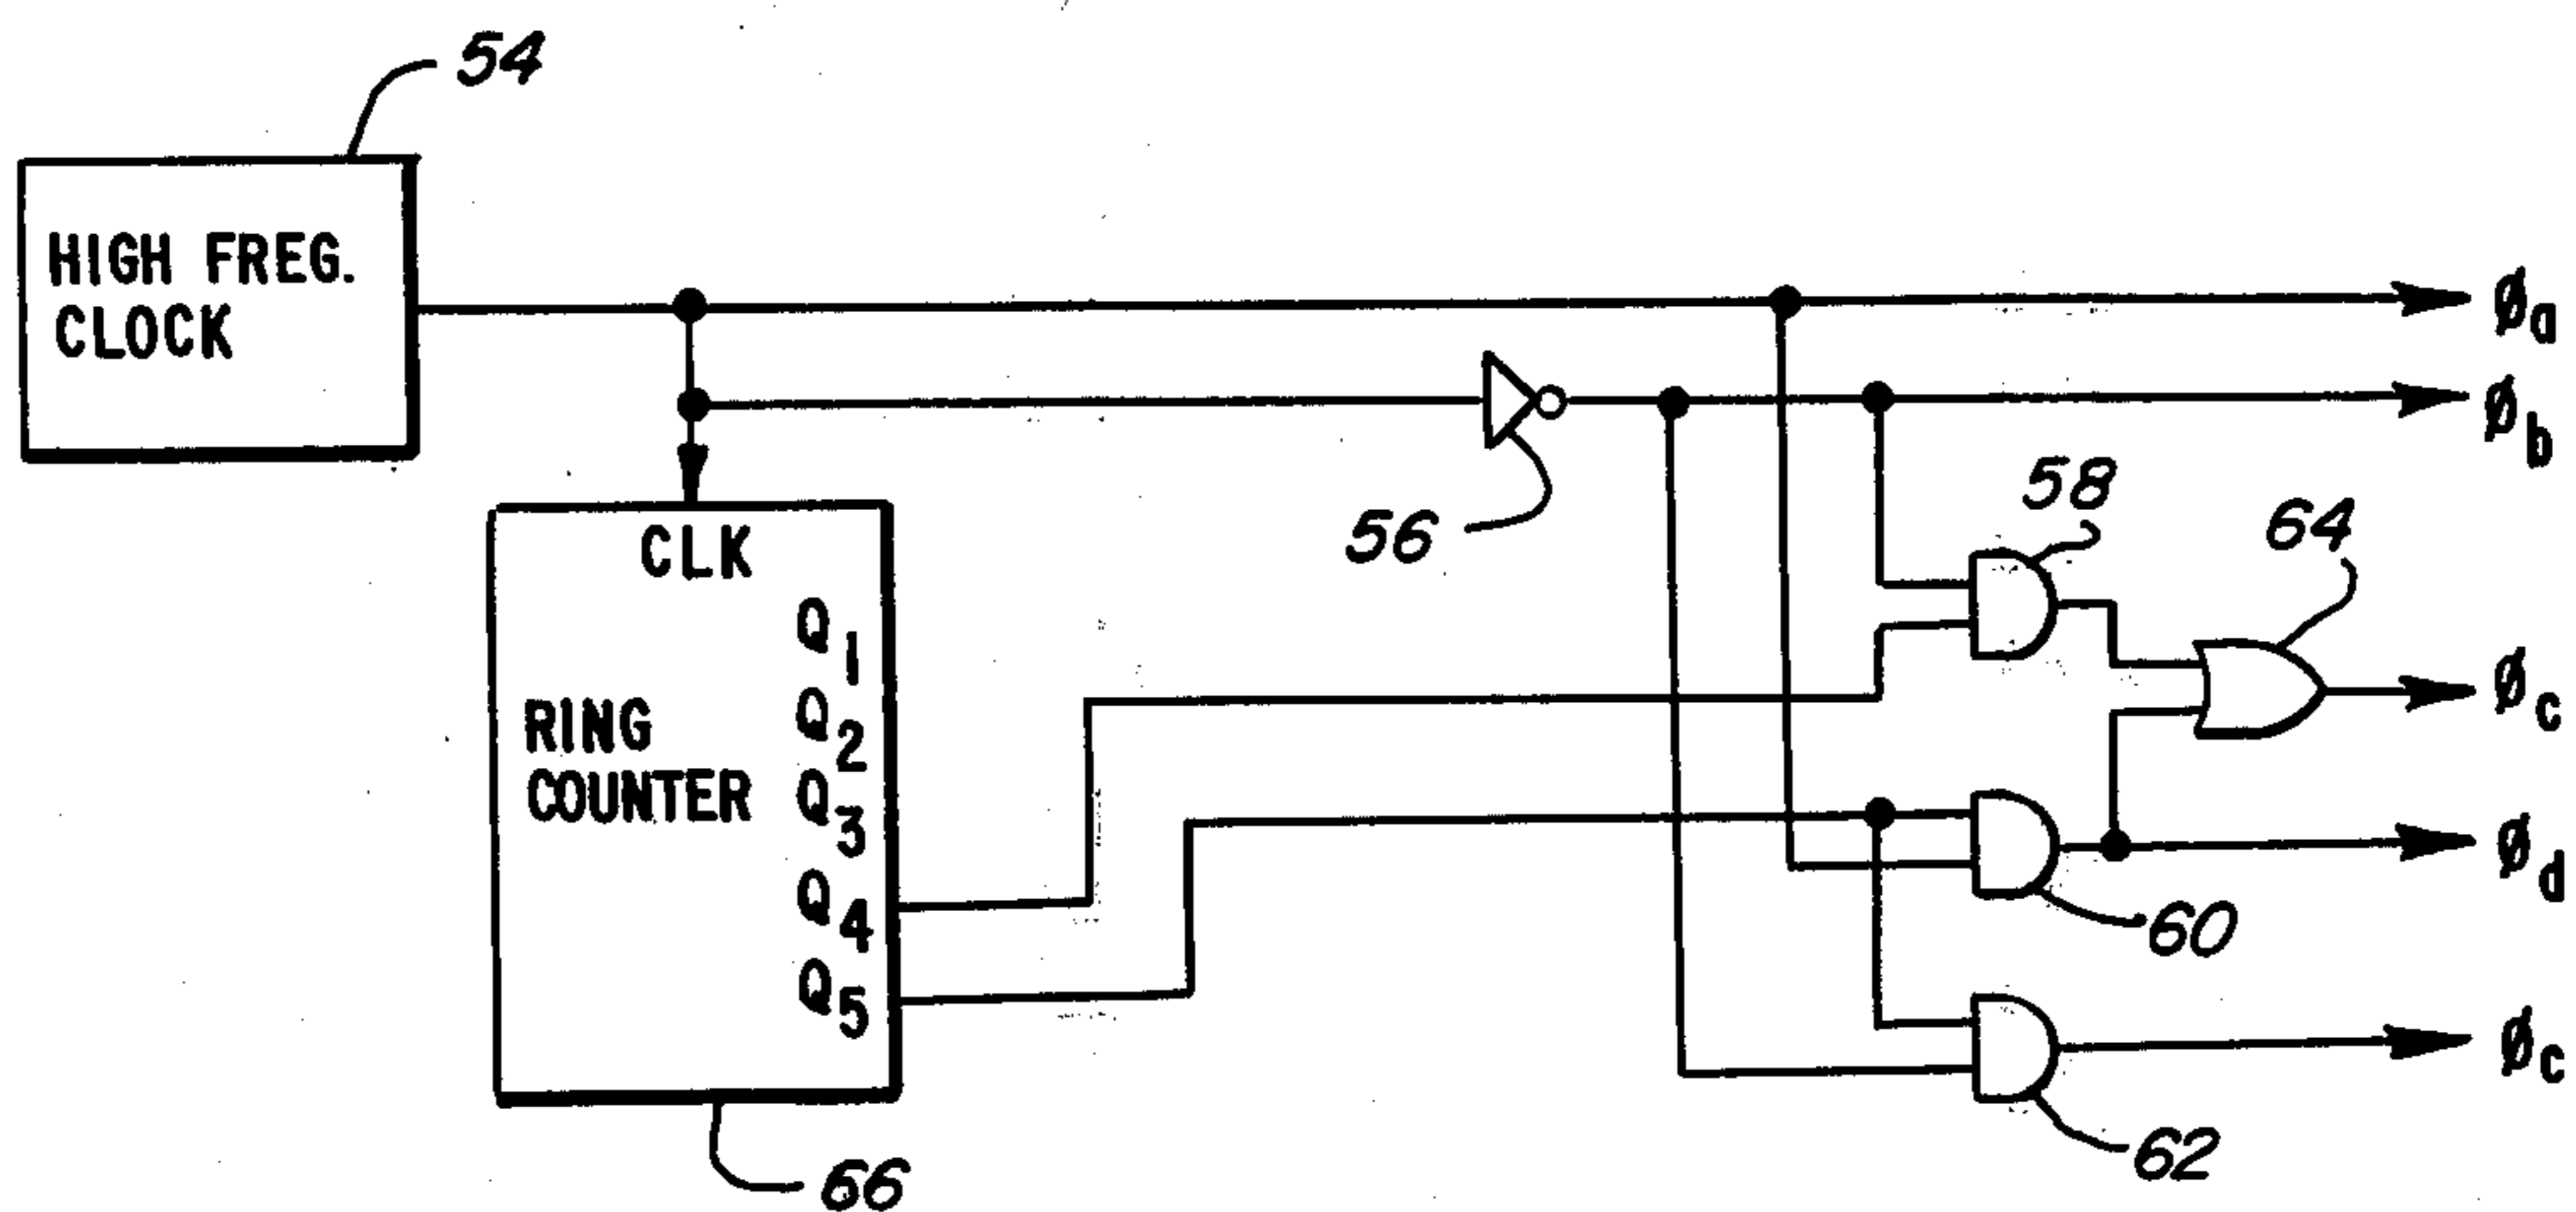 54
HIGH FREG.
CLOCK
Øa
Øb
58
64
56
CLK
Q1
Øc
RING
COUNTER
Q2
Q3
Q4
Ød
60
Q5
Øc
62
66